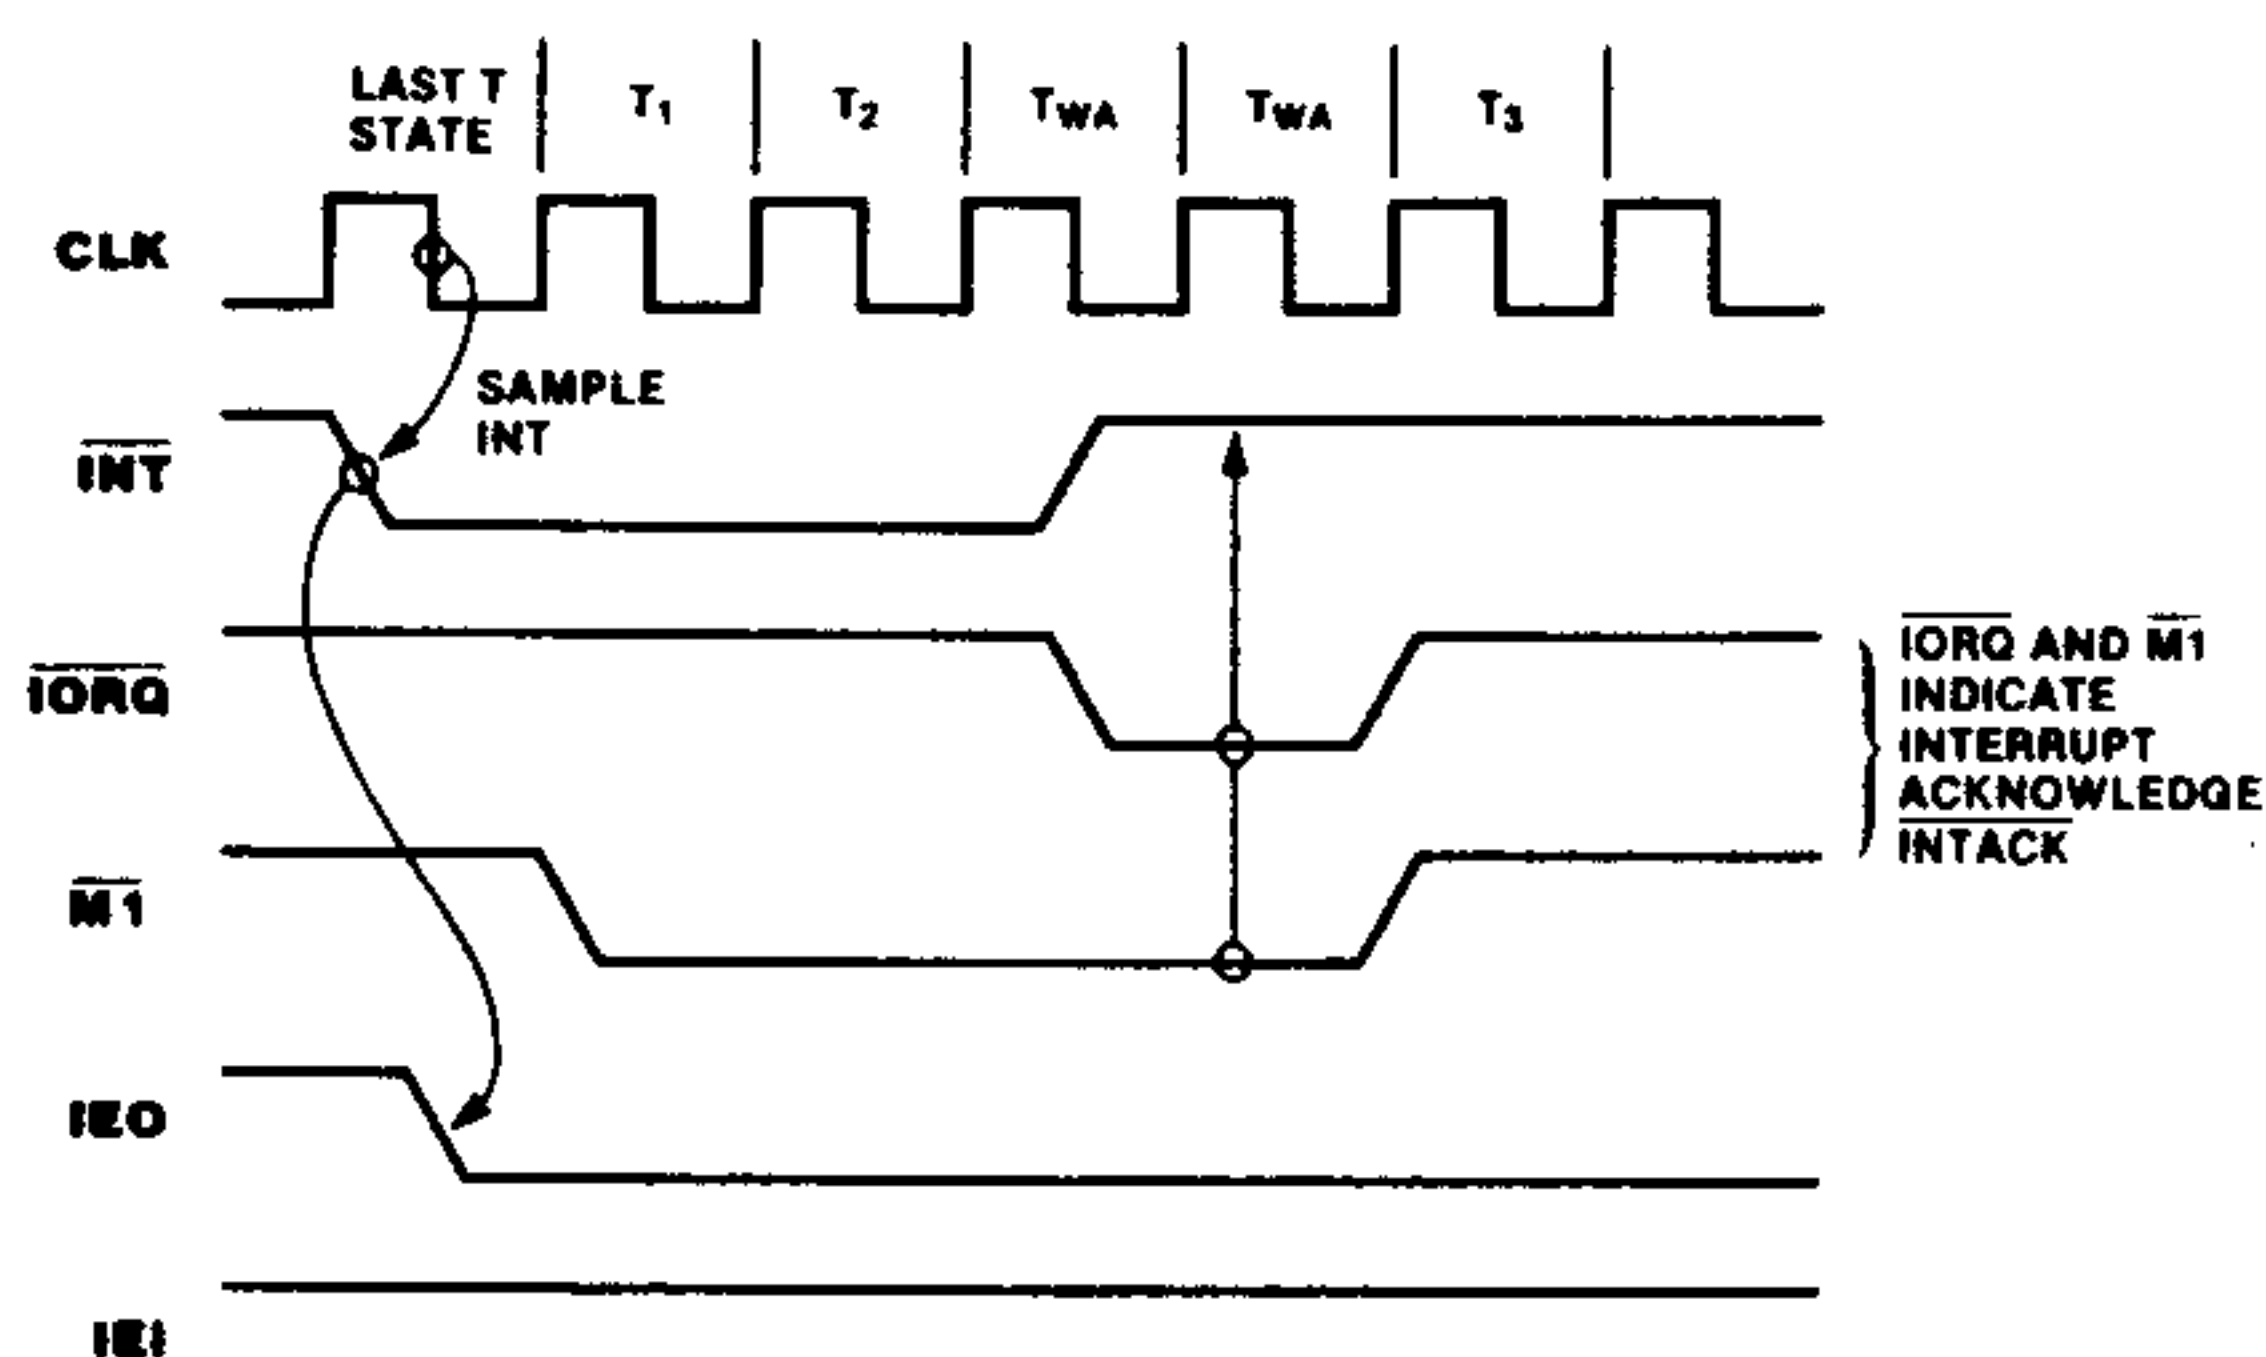 LAST T
STATE
T1
T2
TWA
TWA
T3
CLK
SAMPLE
INT
INT
IORQ
IORQ AND M1
INDICATE
INTERRUPT
ACKNOWLEDGE
INTACK
M1
IEO
IEI